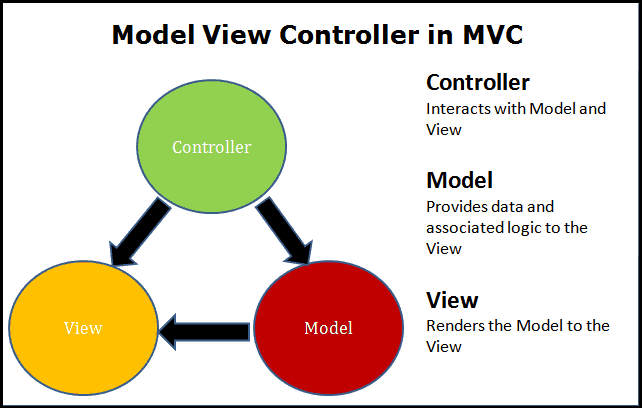 Model View Controller in MVC
Controller
Controller
Interacts with Model and
View
Model
Provides data and
associated logic to the
View
View
Renders the Model to the
View
View
Model